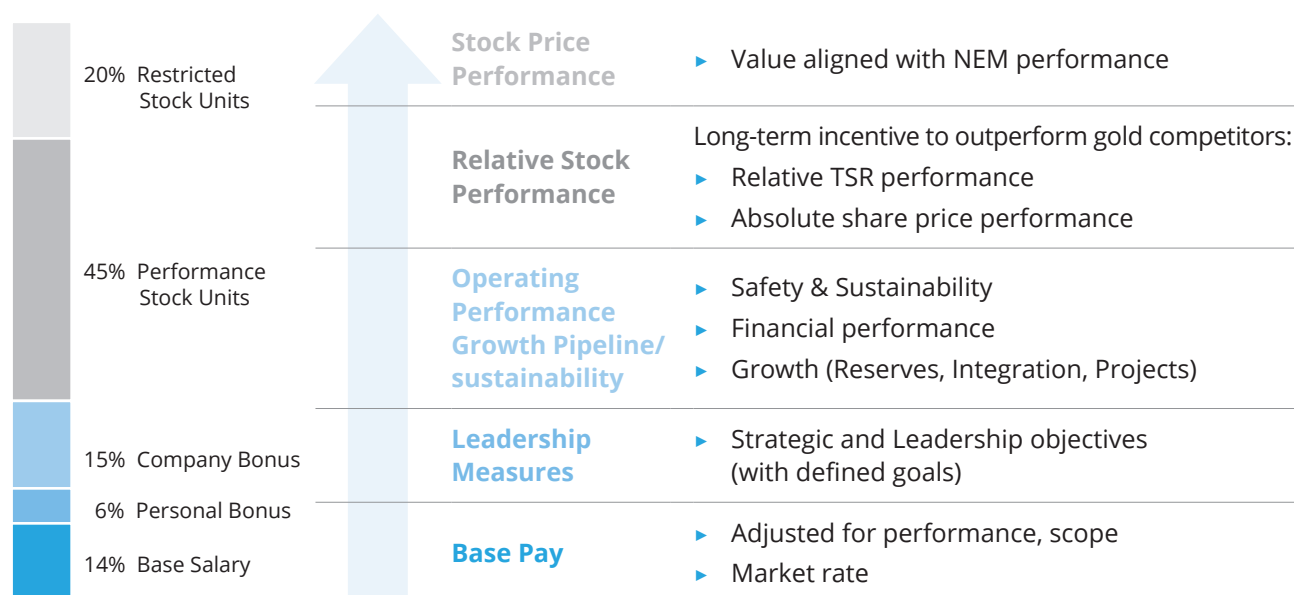 20% Restricted
Stock Units
45% Performance
Stock Units
15% Company Bonus
6% Personal Bonus
14% Base Salary
Stock Price
Performance
► Value aligned with NEM performance
Relative Stock
Performance
Long-term incentive to outperform gold competitors:
► Relative TSR performance
► Absolute share price performance
Operating
Performance
Growth Pipeline/
sustainability
► Safety & Sustainability
► Financial performance
► Growth (Reserves, Integration, Projects)
Leadership
Measures
► Strategic and Leadership objectives
(with defined goals)
Base Pay
► Adjusted for performance, scope
► Market rate